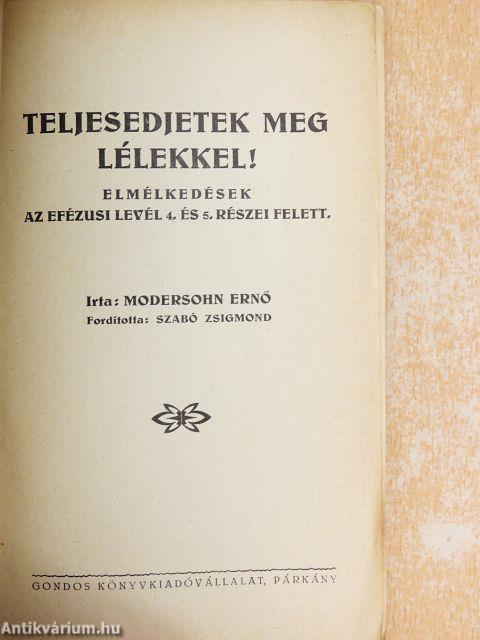 TELJESEDJETEK MEG
LÉLEKKEL!
ELMÉLKEDÉSEK
AZ EFÉZUSI LEVÉL 4. ÉS 5. RÉSZEI FELETT.
Irta: MODERSOHN ERNŐ
Fordította: SZABÓ ZSIGMOND
GONDOS KÖNYVKIADÓVÁLLALAT, PÁRKÁNY
Antikvárium.hu